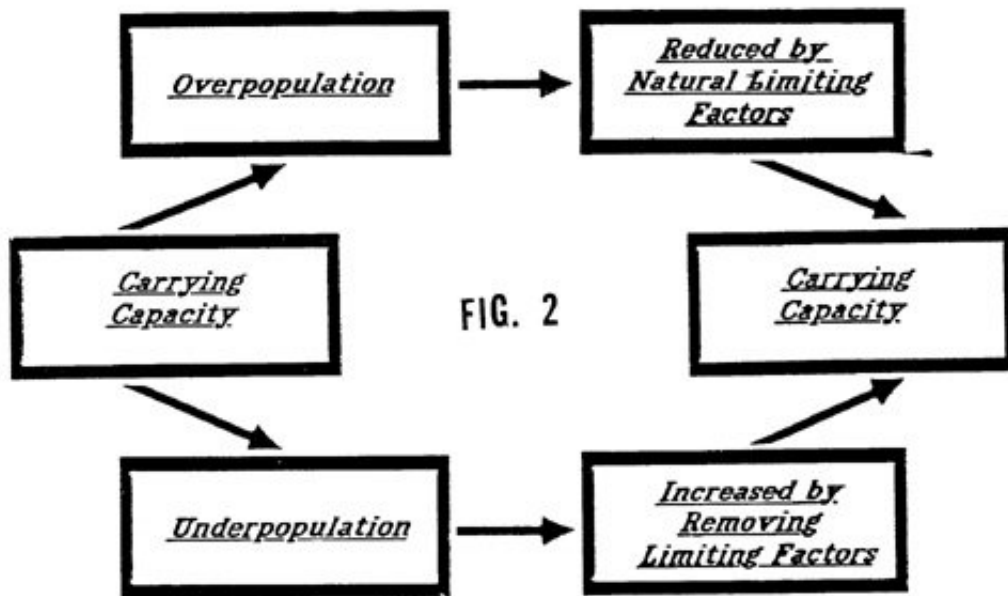 Overpopulation
Reduced by
Natural Limiting
Factors
Carrying
Capacity
FIG. 2
Carrying
Capacity
Underpopulation
Increased by
Removing
Limiting Factors